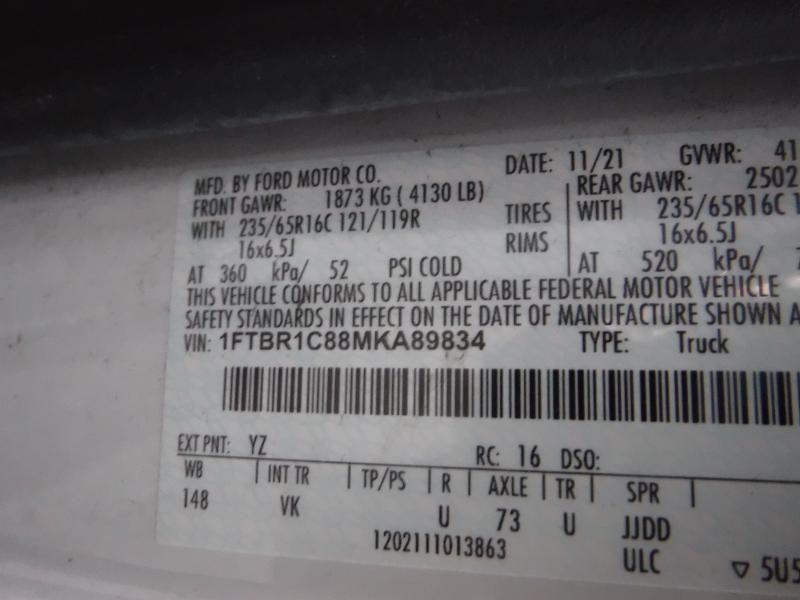 MFD. BY FORD MOTOR CO. DATE: 11/21 GVWR: 41
FRONT GAWR: 1873 KG ( 4130 LB) REAR GAWR: 2502
WITH 235/65R16C 121/119R TIRES WITH 235/65R16C 1
16x6.5J RIMS 16x6.5J
AT 360 kPa/ 52 PSI COLD AT 520 kPa/ 7
THIS VEHICLE CONFORMS TO ALL APPLICABLE FEDERAL MOTOR VEHICLE
SAFETY STANDARDS IN EFFECT ON THE DATE OF MANUFACTURE SHOWN A
VIN: 1FTBR1C88MKA89834 TYPE: Truck
EXT PNT: YZ RC: 16 DSO:
WB INT TR TP/PS R AXLE TR SPR
148 VK U 73 U JJDD
1202111013863 ULC ▽ 5U5